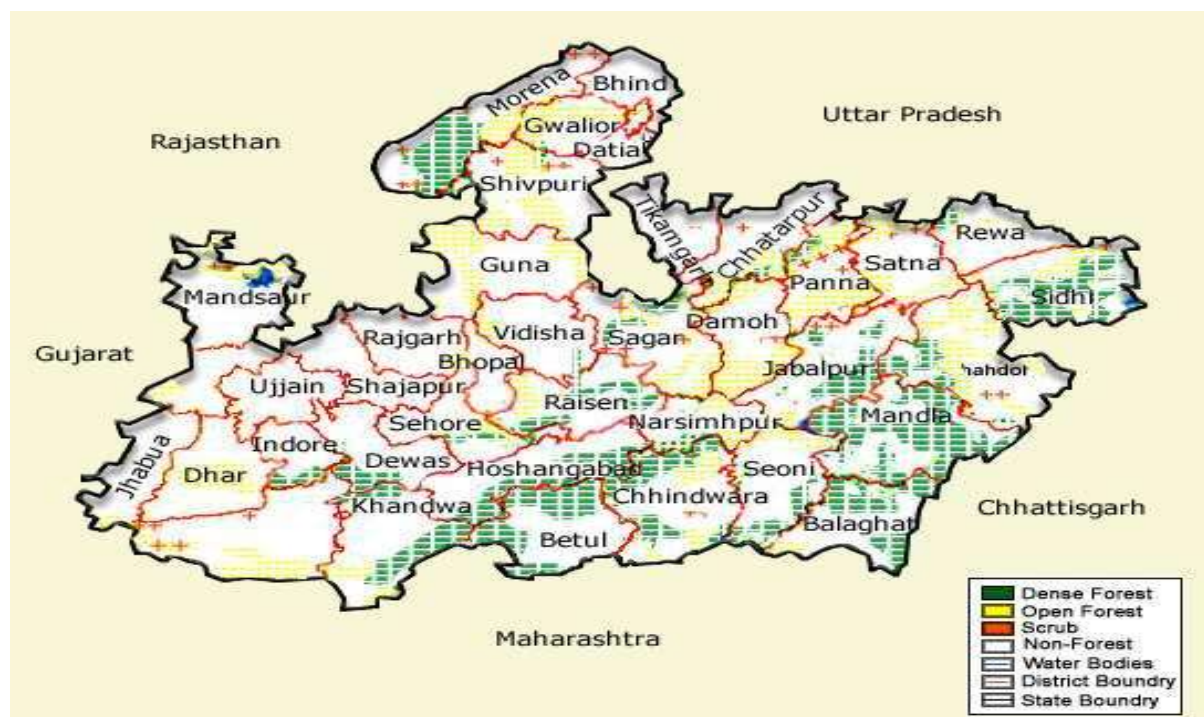 Morena
Bhind
Uttar Pradesh
Gwalior
Rajasthan
Datia
Shivpuri
Tikamgarh
Chhatarpur
Rewa
Guna
Satna
Panna
Mandsaur
Sidhi
Damoh
Vidisha
Rajgarh
Sagar
Gujarat
Bhopal
Jabalpur
hahdol
Ujjain
Shajapur
Raisen
Mandla
Sehore
Narsimhpur
Indore
Jhabua
Dewas
Hoshangabad
Seoni
Dhar
Chhindwara
Khandwa
Chhattisgarh
Balaghat
Betul
Maharashtra
Dense Forest
Open Forest
Scrub
Non-Forest
Water Bodies
District Boundry
State Boundry